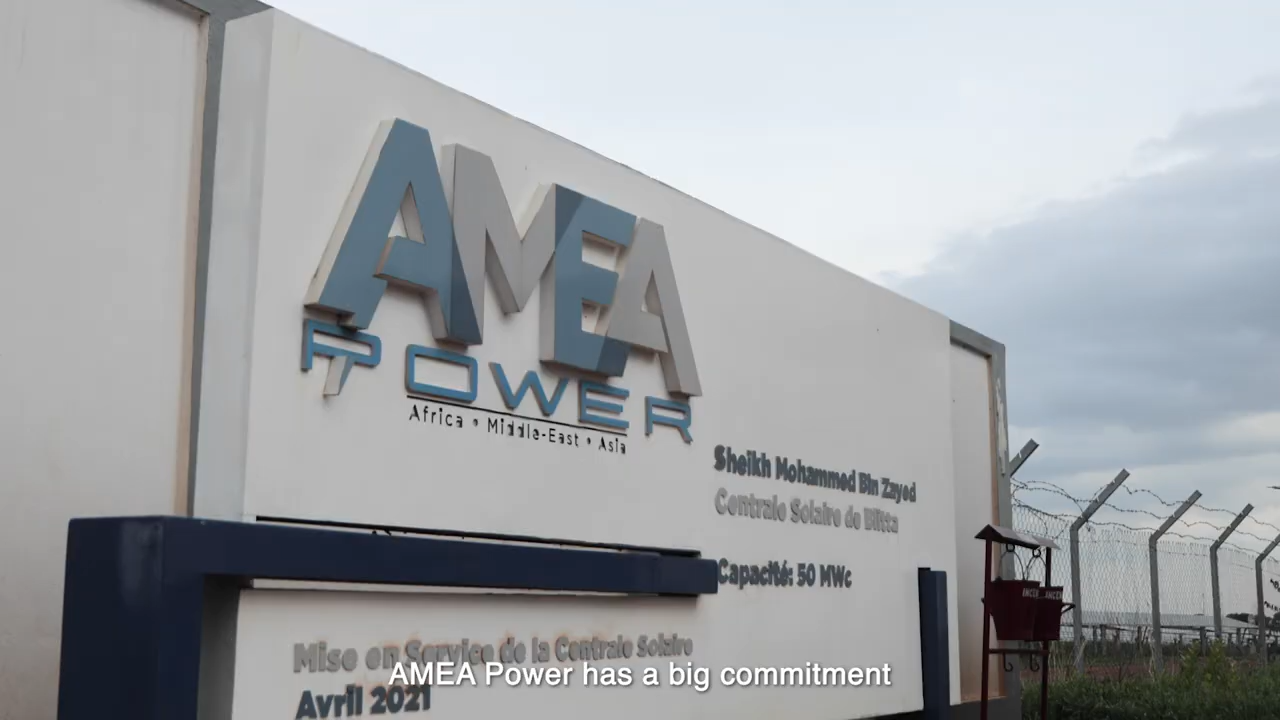 AMEA
POWER
Africa • Middle-East • Asia
Sheikh Mohammed Bin Zayed
Centrale Solaire de Blitta
Capacité: 50 MWc
Mise en Service de la Centrale Solaire
Avril 2021
AMEA Power has a big commitment